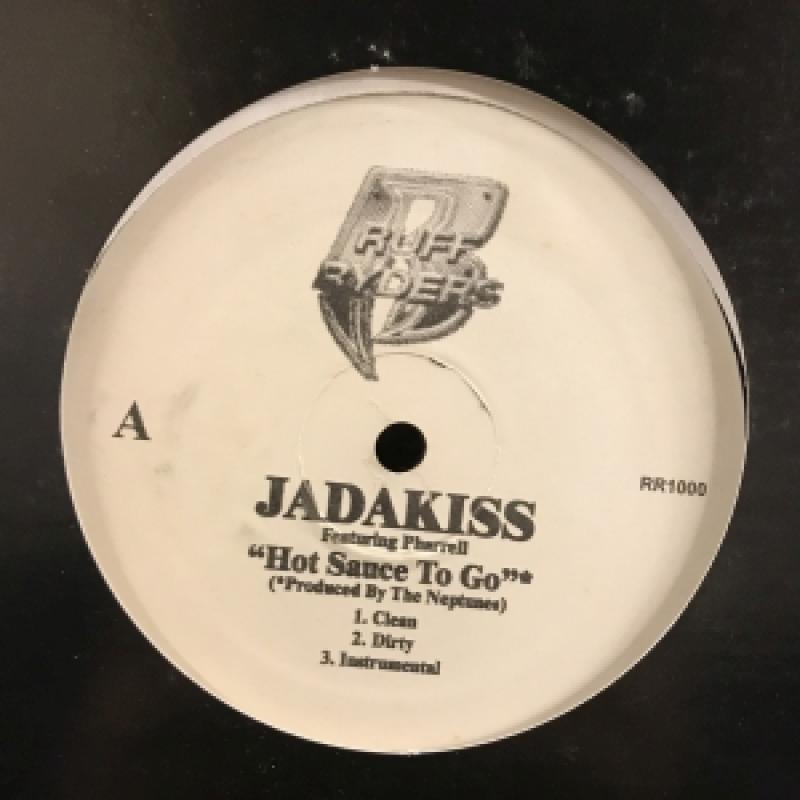 RUFF
RYDERS
A
RR1000
JADAKISS
Featuring Pharrell
“Hot Sauce To Go”*
(*Produced By The Neptunes)
1. Clean
2. Dirty
3. Instrumental